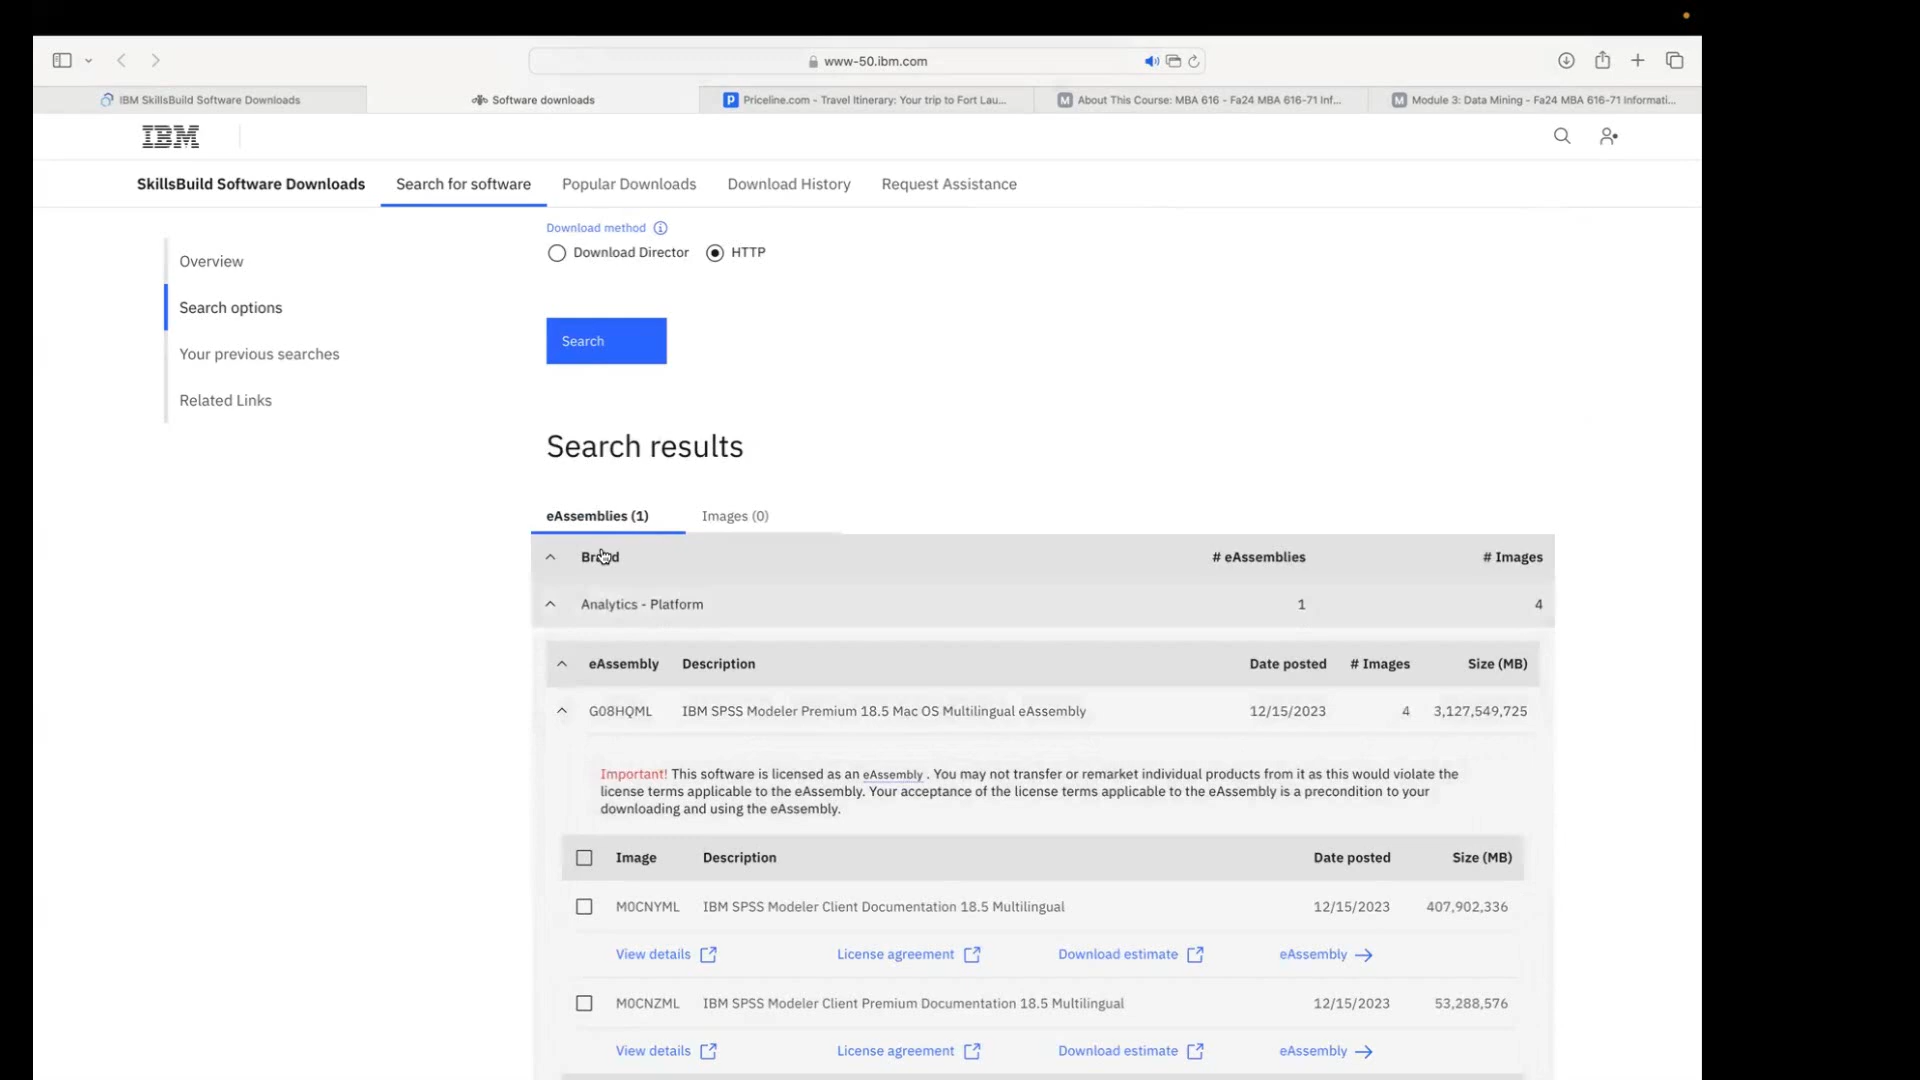 www-50.ibm.com
IBM SkillsBuild Software Downloads
Software downloads
Priceline.com - Travel Itinerary: Your trip to Fort Lau...
About This Course: MBA 616 - Fa24 MBA 616-71 Inf...
Module 3: Data Mining - Fa24 MBA 616-71 Informati...
IBM
SkillsBuild Software Downloads
Search for software
Popular Downloads
Download History
Request Assistance
Overview
Search options
Your previous searches
Related Links
Download method
Download Director
HTTP
Search
Search results
eAssemblies (1)
Images (0)
Brand # eAssemblies # Images
Analytics - Platform 1 4
eAssembly Description Date posted # Images Size (MB)
G08HQML IBM SPSS Modeler Premium 18.5 Mac OS Multilingual eAssembly 12/15/2023 4 3,127,549,725
Important! This software is licensed as an eAssembly . You may not transfer or remarket individual products from it as this would violate the
license terms applicable to the eAssembly. Your acceptance of the license terms applicable to the eAssembly is a precondition to your
downloading and using the eAssembly.
Image Description Date posted Size (MB)
M0CNYML IBM SPSS Modeler Client Documentation 18.5 Multilingual 12/15/2023 407,902,336
View details License agreement Download estimate eAssembly
M0CNZML IBM SPSS Modeler Client Premium Documentation 18.5 Multilingual 12/15/2023 53,288,576
View details License agreement Download estimate eAssembly